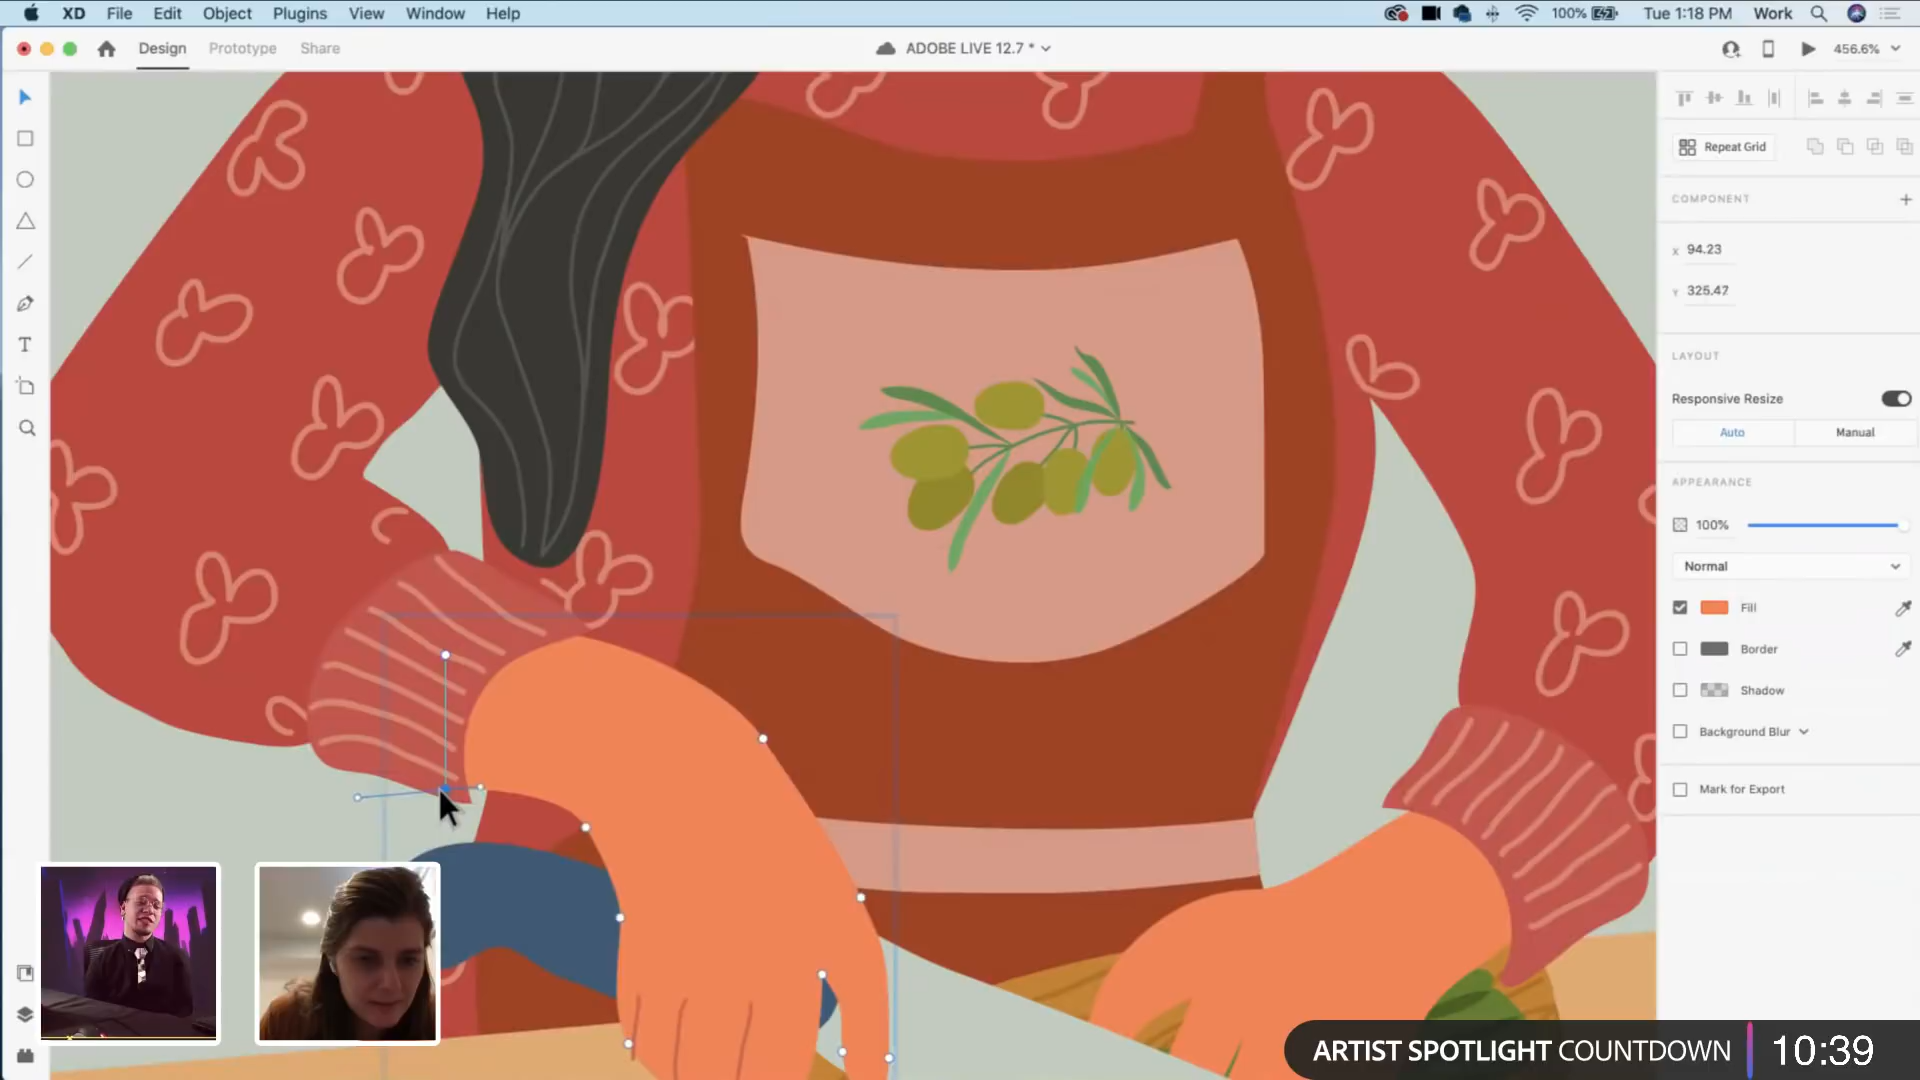 XD File Edit Object Plugins View Window Help 100% Tue 1:18 PM Work
Design Prototype Share ADOBE LIVE 12.7 * 456.6%
Repeat Grid
COMPONENT
X 94.23
Y 325.47
LAYOUT
Responsive Resize
Auto Manual
APPEARANCE
100%
Normal
Fill
Border
Shadow
Background Blur
Mark for Export
T
ARTIST SPOTLIGHT COUNTDOWN 10:39